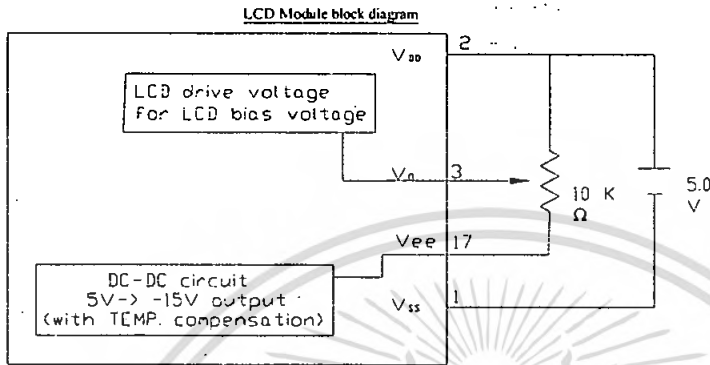 LCD Module block diagram
V DD 2
LCD drive voltage
For LCD bias voltage
V0 3
10 K
Ω
5.0
V
Vee 17
DC-DC circuit
5V-> -15V output
(with TEMP. compensation)
Vss 1